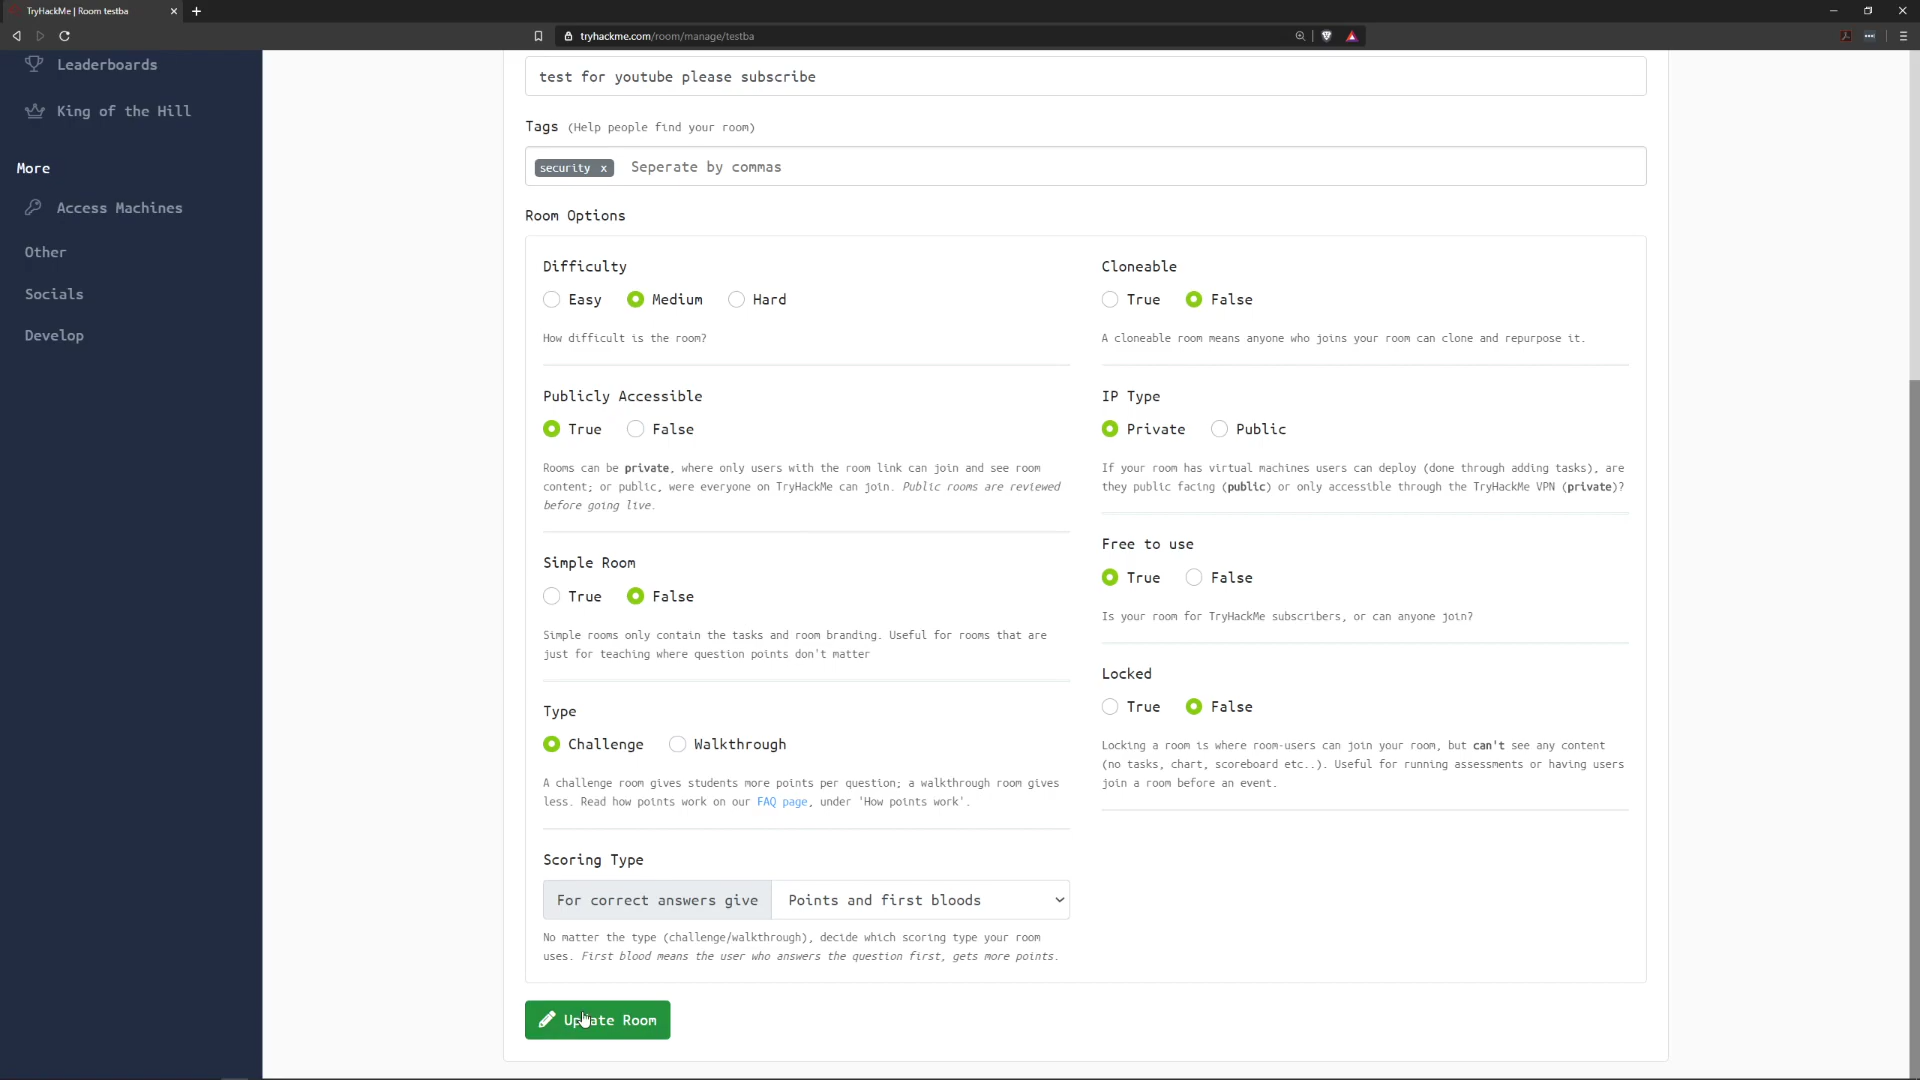 TryHackMe | Room testba
tryhackme.com/room/manage/testba
Leaderboards
King of the Hill
More
Access Machines
Other
Socials
Develop
test for youtube please subscribe
Tags (Help people find your room)
security x Seperate by commas
Room Options
Difficulty
Easy Medium Hard
How difficult is the room?
Publicly Accessible
True False
Rooms can be private, where only users with the room link can join and see room
content; or public, were everyone on TryHackMe can join. Public rooms are reviewed
before going live.
Simple Room
True False
Simple rooms only contain the tasks and room branding. Useful for rooms that are
just for teaching where question points don't matter
Type
Challenge Walkthrough
A challenge room gives students more points per question; a walkthrough room gives
less. Read how points work on our FAQ page, under 'How points work'.
Scoring Type
For correct answers give Points and first bloods
No matter the type (challenge/walkthrough), decide which scoring type your room
uses. First blood means the user who answers the question first, gets more points.
Cloneable
True False
A cloneable room means anyone who joins your room can clone and repurpose it.
IP Type
Private Public
If your room has virtual machines users can deploy (done through adding tasks), are
they public facing (public) or only accessible through the TryHackMe VPN (private)?
Free to use
True False
Is your room for TryHackMe subscribers, or can anyone join?
Locked
True False
Locking a room is where room-users can join your room, but can't see any content
(no tasks, chart, scoreboard etc..). Useful for running assessments or having users
join a room before an event.
Update Room